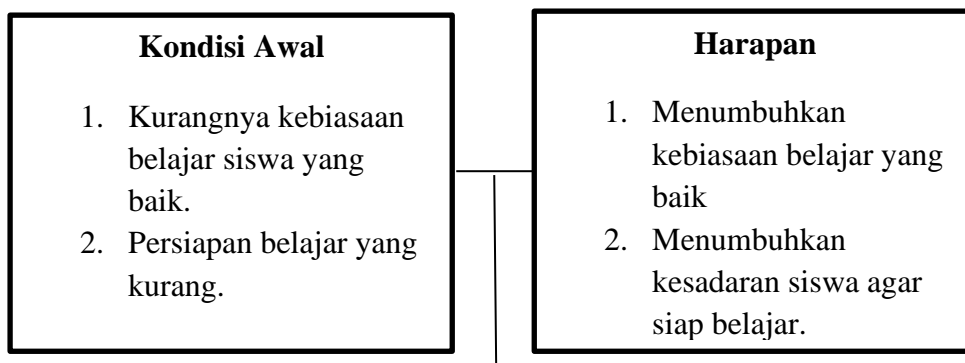 Kondisi Awal
1. Kurangnya kebiasaan
belajar siswa yang
baik.
2. Persiapan belajar yang
kurang.
Harapan
1. Menumbuhkan
kebiasaan belajar yang
baik
2. Menumbuhkan
kesadaran siswa agar
siap belajar.